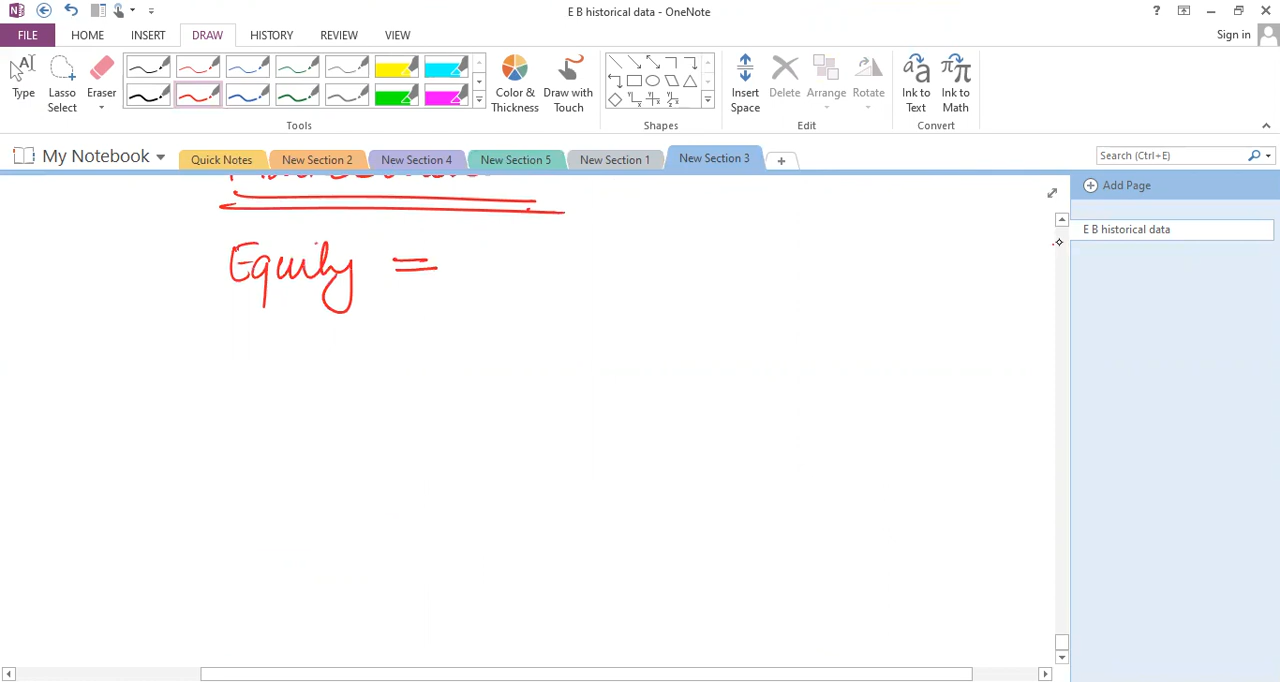 E B historical data - OneNote
?
Sign in
FILE HOME INSERT DRAW HISTORY REVIEW VIEW
Type Lasso Select Eraser Color & Thickness Draw with Touch Insert Space Delete Arrange Rotate Ink to Text Ink to Math
Tools Shapes Edit Convert
My Notebook Quick Notes New Section 2 New Section 4 New Section 5 New Section 1 New Section 3 Search (Ctrl+E)
Add Page
E B historical data
Equity =